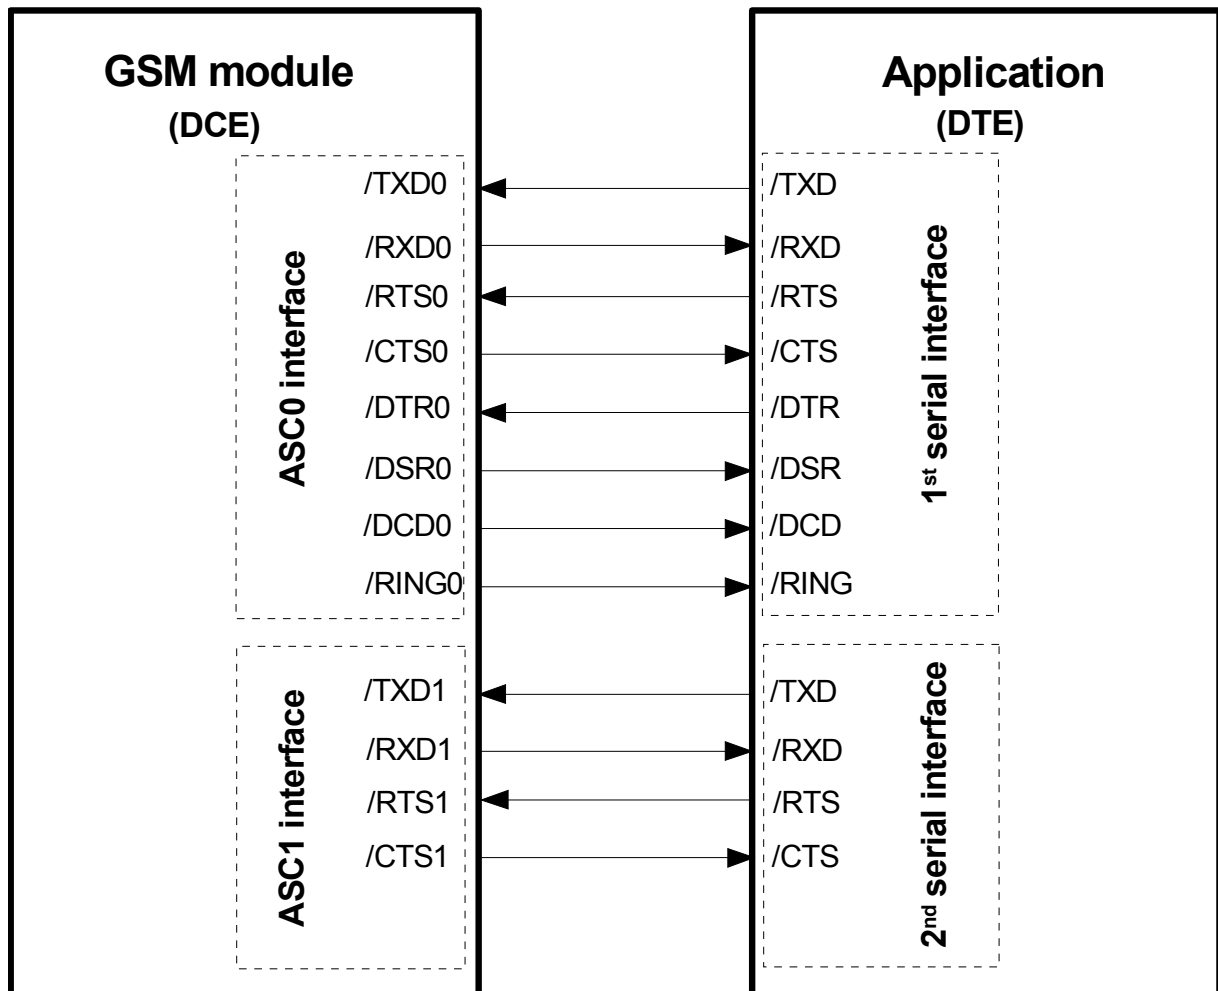 GSM module
(DCE)
ASC0 interface
/TXD0
/RXD0
/RTS0
/CTS0
/DTR0
/DSR0
/DCD0
/RING0
ASC1 interface
/TXD1
/RXD1
/RTS1
/CTS1
Application
(DTE)
/TXD
/RXD
/RTS
/CTS
/DTR
/DSR
/DCD
/RING
1st serial interface
/TXD
/RXD
/RTS
/CTS
2nd serial interface